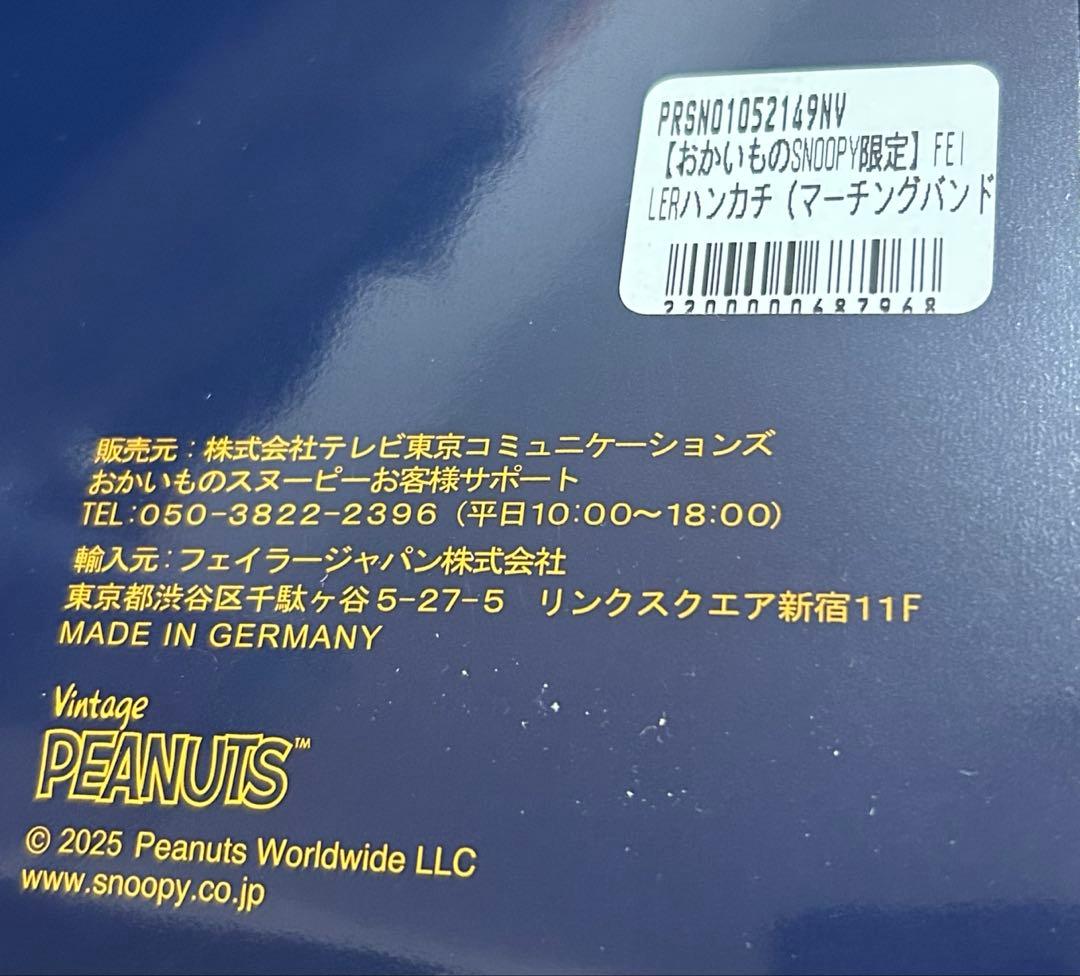 PRSN01052149NV
【おかいものSNOOPY限定】FEI
LERハンカチ（マーチングバンド
2200000687968
販売元：株式会社テレビ東京コミュニケーションズ
おかいものスヌーピーお客様サポート
TEL:050-3822-2396（平日10:00〜18:00）
輸入元：フェイラージャパン株式会社
東京都渋谷区千駄ヶ谷5-27-5　リンクスクエア新宿11F
MADE IN GERMANY
Vintage
PEANUTS™
© 2025 Peanuts Worldwide LLC
www.snoopy.co.jp